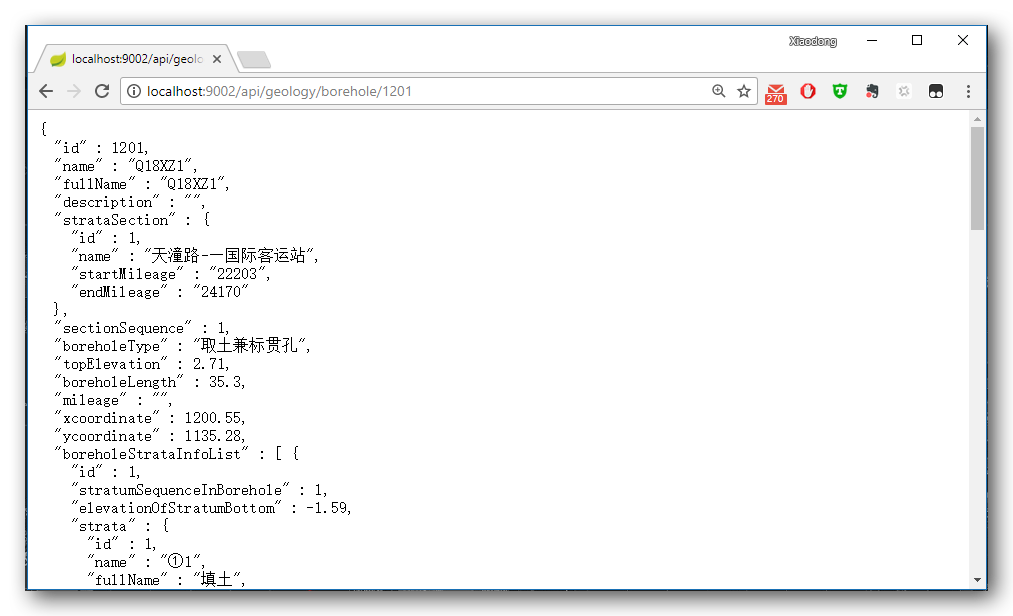 Xiaodong
localhost:9002/api/geolo
localhost:9002/api/geology/borehole/1201
270
{
"id" : 1201,
"name" : "Q18XZ1",
"fullName" : "Q18XZ1",
"description" : "",
"strataSection" : {
"id" : 1,
"name" : "天潼路-一国际客运站",
"startMileage" : "22203",
"endMileage" : "24170"
},
"sectionSequence" : 1,
"boreholeType" : "取土兼标贯孔",
"topElevation" : 2.71,
"boreholeLength" : 35.3,
"mileage" : "",
"xcoordinate" : 1200.55,
"ycoordinate" : 1135.28,
"boreholeStrataInfoList" : [ {
"id" : 1,
"stratumSequenceInBorehole" : 1,
"elevationOfStratumBottom" : -1.59,
"strata" : {
"id" : 1,
"name" : "①1",
"fullName" : "填土",